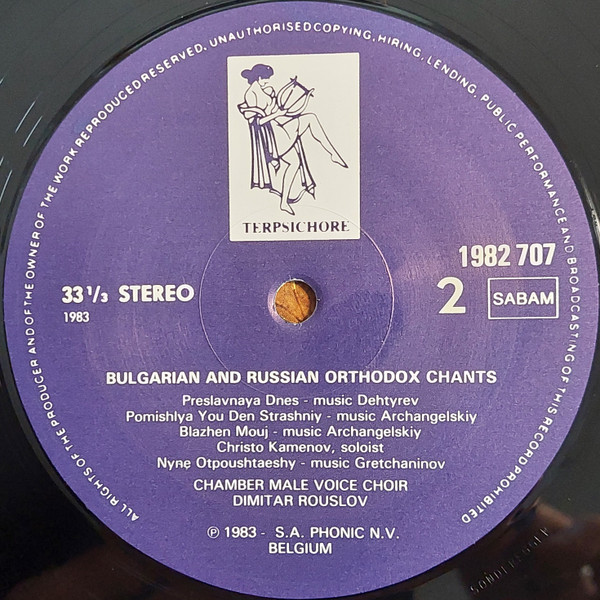 ALL RIGHTS OF THE PRODUCER AND OF THE OWNER OF THE WORK REPRODUCED RESERVED, UNAUTHORISED COPYING, HIRING, LENDING, PUBLIC PERFORMANCE AND BROADCASTING OF THIS RECORD PROHIBITED
TERPSICHORE
1982 707
33 1/3 STEREO
2 SABAM
1983
BULGARIAN AND RUSSIAN ORTHODOX CHANTS
Preslavnaya Dnes - music Dehtyrev
Pomishlya You Den Strashniy - music Archangelskiy
Blazhen Mouj - music Archangelskiy
Christo Kamenov, soloist
Nyne Otpoushtaeshy - music Gretchaninov
CHAMBER MALE VOICE CHOIR
DIMITAR ROUSLOV
℗ 1983 - S.A. PHONIC N.V.
BELGIUM